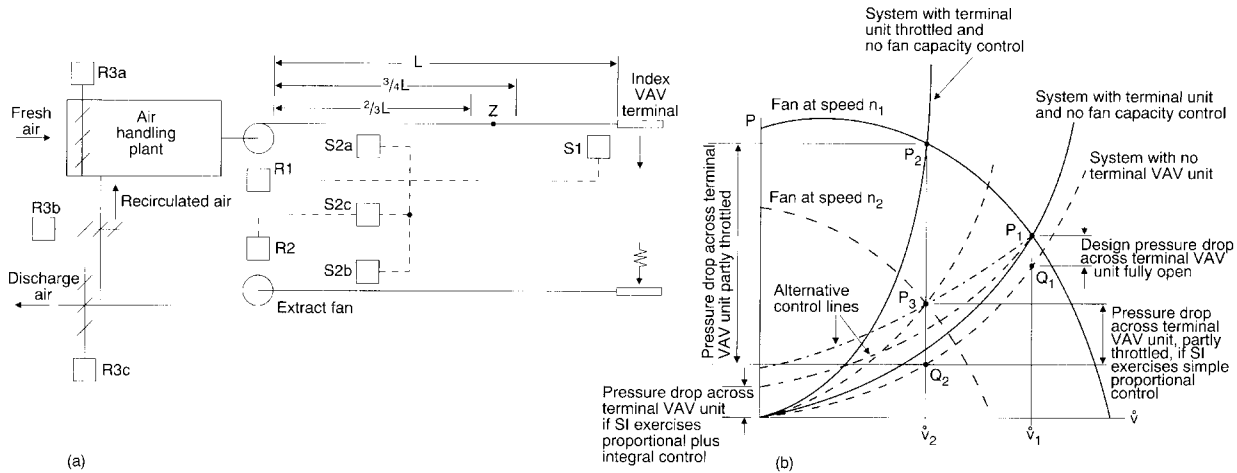 R3a
Fresh
air
Air
handling
plant
L
³/₄L
²/₃L
Z
Index
VAV
terminal
S2a
S1
R1
Recirculated air
R3b
S2c
R2
S2b
Discharge
air
Extract fan
R3c
(a)
System with terminal
unit throttled and
no fan capacity control
System with terminal unit
and no fan capacity control
System with no
terminal VAV unit
P
Fan at speed n₁
P₂
Fan at speed n₂
P₁
Design pressure drop
across terminal VAV
unit fully open
Q₁
Pressure drop across terminal
VAV unit partly throttled
Alternative
control lines
P₃
Pressure drop
across terminal
VAV unit, partly
throttled, if SI
exercises simple
proportional
control
Q₂
Pressure drop across
terminal VAV unit
if SI exercises
proportional plus
integral control
v̊₂
v̊₁
v̊
(b)